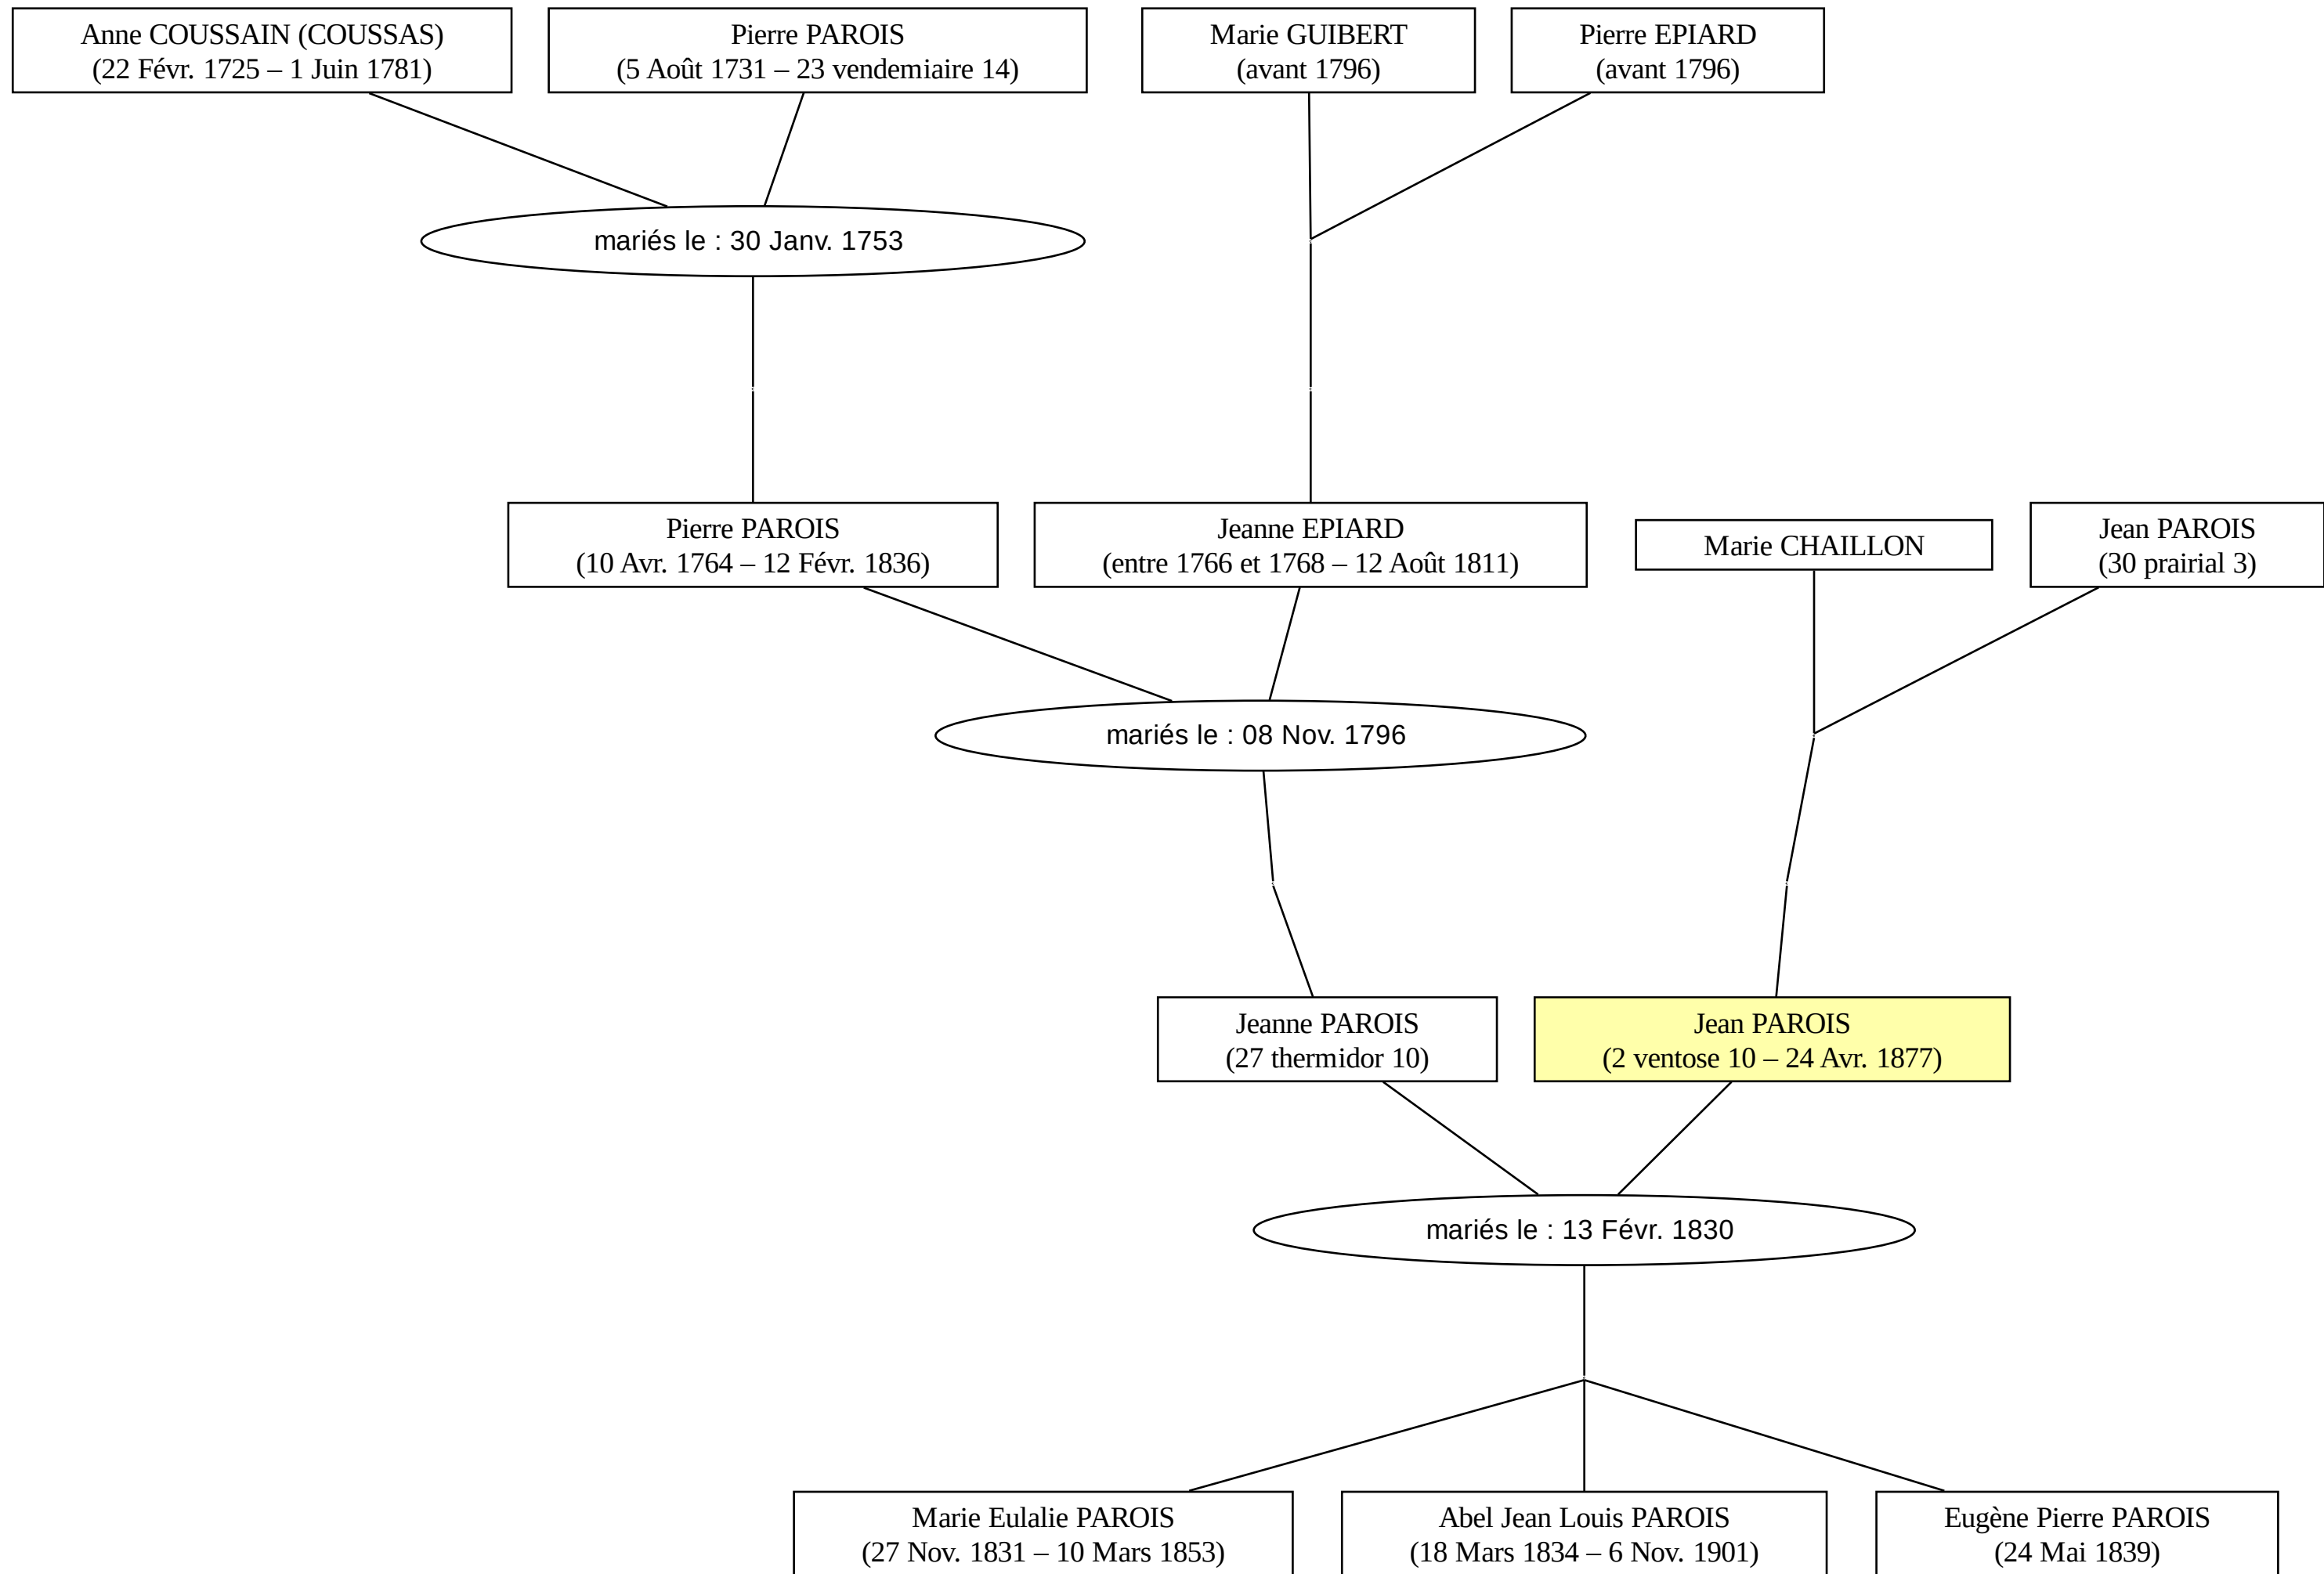 Anne COUSSAIN (COUSSAS)
(22 Févr. 1725 – 1 Juin 1781)
Pierre PAROIS
(5 Août 1731 – 23 vendemiaire 14)
Marie GUIBERT
(avant 1796)
Pierre EPIARD
(avant 1796)
mariés le : 30 Janv. 1753
Pierre PAROIS
(10 Avr. 1764 – 12 Févr. 1836)
Jeanne EPIARD
(entre 1766 et 1768 – 12 Août 1811)
Marie CHAILLON
Jean PAROIS
(30 prairial 3)
mariés le : 08 Nov. 1796
Jeanne PAROIS
(27 thermidor 10)
Jean PAROIS
(2 ventose 10 – 24 Avr. 1877)
mariés le : 13 Févr. 1830
Marie Eulalie PAROIS
(27 Nov. 1831 – 10 Mars 1853)
Abel Jean Louis PAROIS
(18 Mars 1834 – 6 Nov. 1901)
Eugène Pierre PAROIS
(24 Mai 1839)